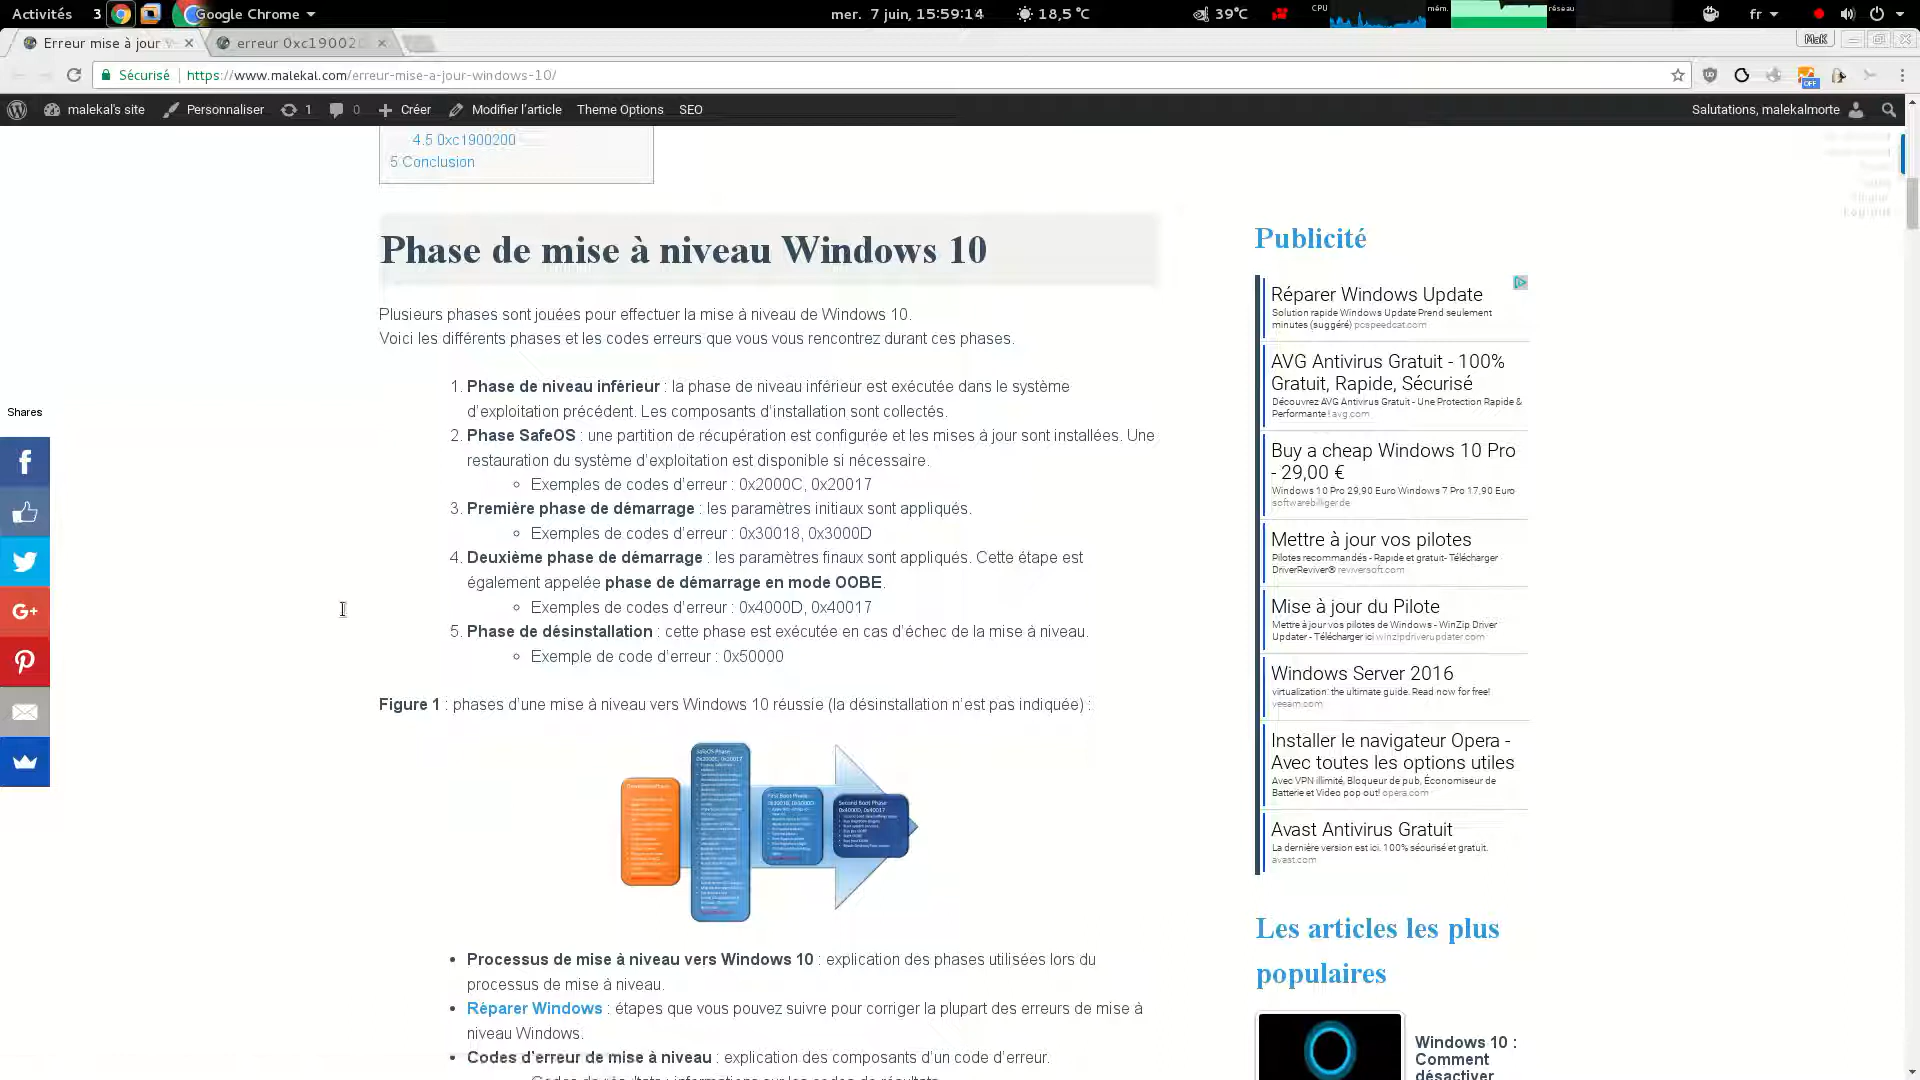 Activités 3 Google Chrome mer. 7 juin, 15:59:14 18,5 °C 39°C CPU mém. réseau fr
Erreur mise à jour erreur 0xc19002 MaK
Sécurisé https://www.malekal.com/erreur-mise-a-jour-windows-10/ OFF
malekal's site Personnaliser 1 0 Créer Modifier l'article Theme Options SEO Salutations, malekalmorte
4.5 0xc1900200
5 Conclusion
Phase de mise à niveau Windows 10
Plusieurs phases sont jouées pour effectuer la mise à niveau de Windows 10.
Voici les différents phases et les codes erreurs que vous vous rencontrez durant ces phases.
1. Phase de niveau inférieur : la phase de niveau inférieur est exécutée dans le système
d'exploitation précédent. Les composants d'installation sont collectés.
2. Phase SafeOS : une partition de récupération est configurée et les mises à jour sont installées. Une
restauration du système d'exploitation est disponible si nécessaire.
Exemples de codes d'erreur : 0x2000C, 0x20017
3. Première phase de démarrage : les paramètres initiaux sont appliqués.
Exemples de codes d'erreur : 0x30018, 0x3000D
4. Deuxième phase de démarrage : les paramètres finaux sont appliqués. Cette étape est
également appelée phase de démarrage en mode OOBE.
Exemples de codes d'erreur : 0x4000D, 0x40017
5. Phase de désinstallation : cette phase est exécutée en cas d'échec de la mise à niveau.
Exemple de code d'erreur : 0x50000
Figure 1 : phases d'une mise à niveau vers Windows 10 réussie (la désinstallation n'est pas indiquée) :
SafeOS Phase
First Boot Phase
Second Boot Phase
0x4000D, 0x40017
Processus de mise à niveau vers Windows 10 : explication des phases utilisées lors du
processus de mise à niveau.
Réparer Windows : étapes que vous pouvez suivre pour corriger la plupart des erreurs de mise à
niveau Windows.
Codes d'erreur de mise à niveau : explication des composants d'un code d'erreur.
Shares
G+
Publicité
Réparer Windows Update
Solution rapide Windows Update Prend seulement
minutes (suggéré) pcspeedcat.com
AVG Antivirus Gratuit - 100%
Gratuit, Rapide, Sécurisé
Découvrez AVG Antivirus Gratuit - Une Protection Rapide &
Performante ! avg.com
Buy a cheap Windows 10 Pro
- 29,00 €
Windows 10 Pro 29,90 Euro Windows 7 Pro 17,90 Euro
softwarebilliger.de
Mettre à jour vos pilotes
Pilotes recommandés - Rapide et gratuit- Télécharger
DriverReviver® reviversoft.com
Mise à jour du Pilote
Mettre à jour vos pilotes de Windows - WinZip Driver
Updater - Télécharger ici winzipdriverupdater.com
Windows Server 2016
virtualization: the ultimate guide. Read now for free!
veeam.com
Installer le navigateur Opera -
Avec toutes les options utiles
Avec VPN illimité, Bloqueur de pub, Économiseur de
Batterie et Video pop out! opera.com
Avast Antivirus Gratuit
La dernière version est ici. 100% sécurisé et gratuit.
avast.com
Les articles les plus
populaires
Windows 10 :
Comment
désactiver